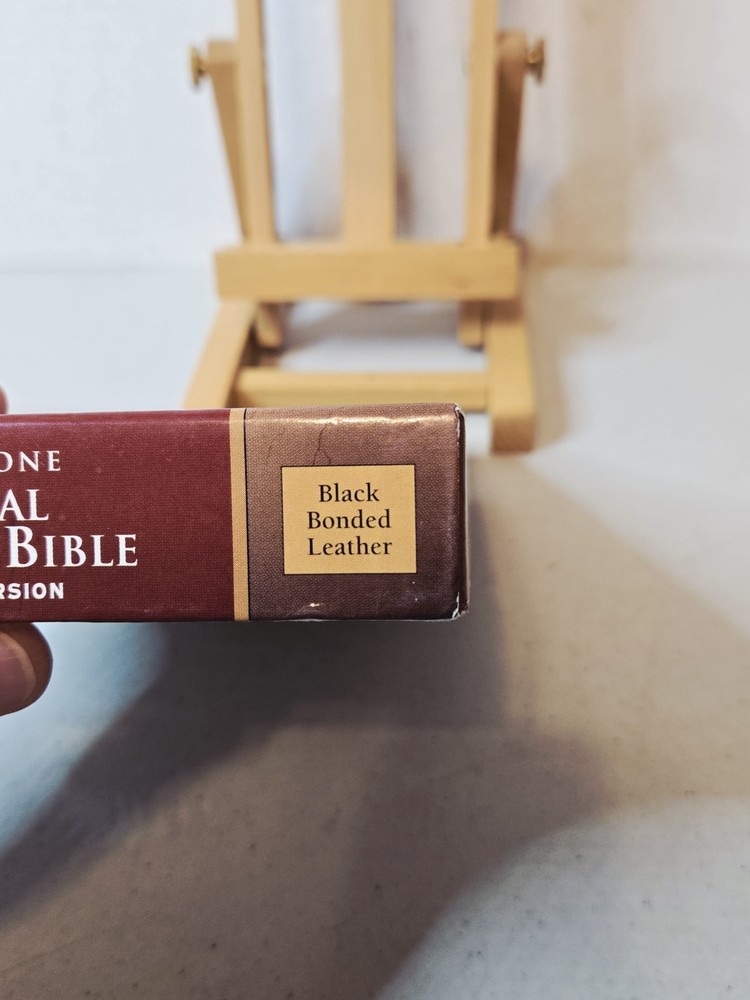 ONE
AL
BIBLE
RSION
Black
Bonded
Leather